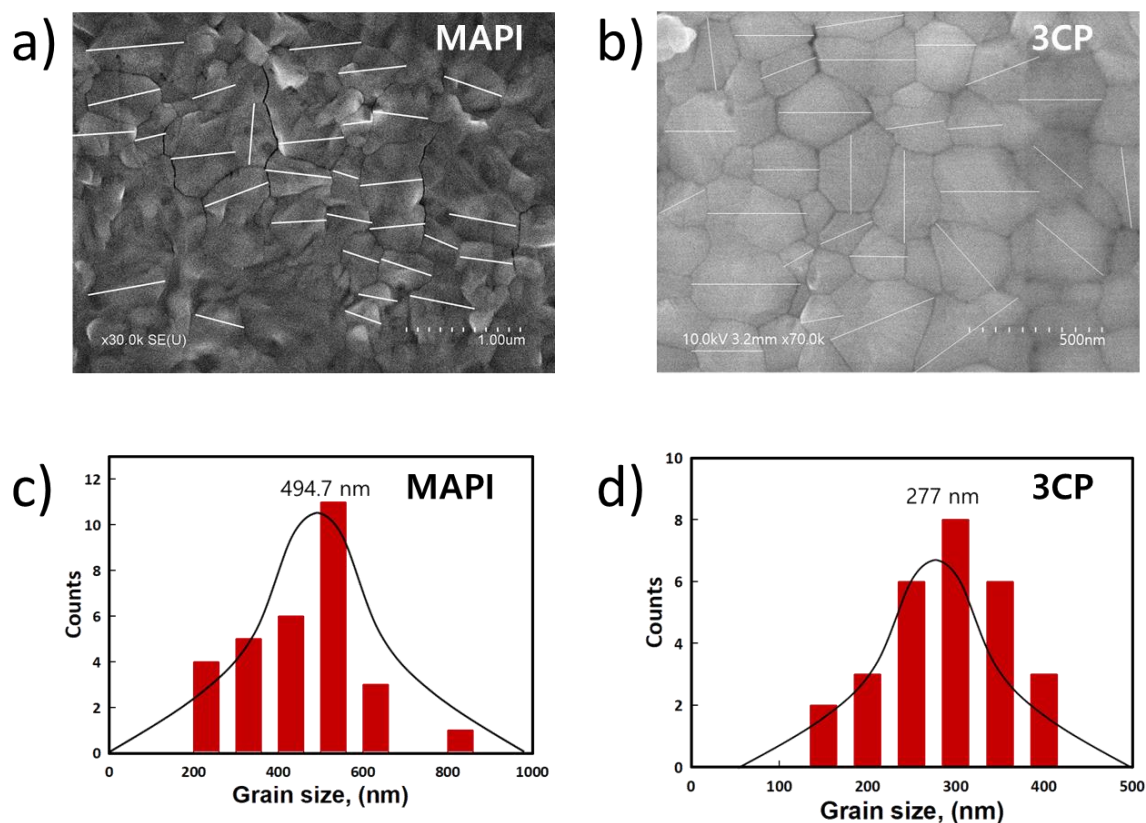 a)
MAPI
x30.0k SE(U)
1.00um
b)
3CP
10.0kV 3.2mm x70.0k
500nm
c)
MAPI
494.7 nm
Counts
12
10
8
6
4
2
0
0 200 400 600 800 1000
Grain size, (nm)
d)
3CP
277 nm
Counts
10
8
6
4
2
0
0 100 200 300 400 500
Grain size, (nm)